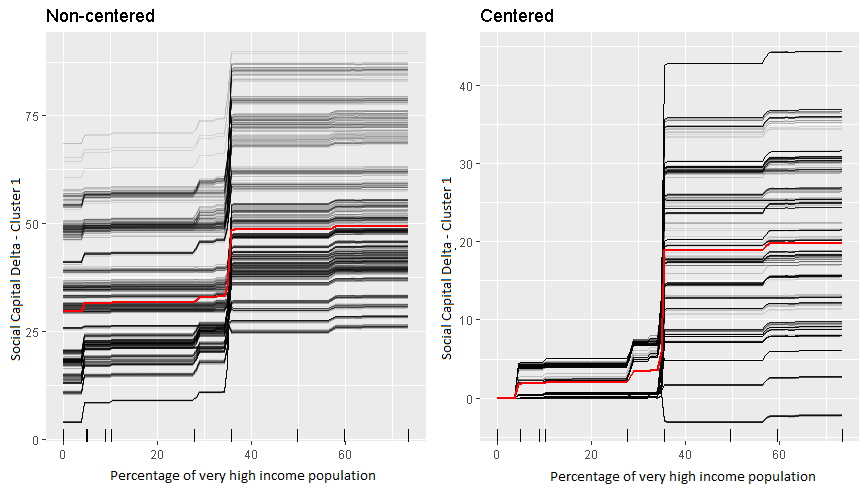 Non-centered
Social Capital Delta - Cluster 1
75
50
25
0
0
20
40
60
Percentage of very high income population
Centered
Social Capital Delta - Cluster 1
40
30
20
10
0
0
20
40
60
Percentage of very high income population